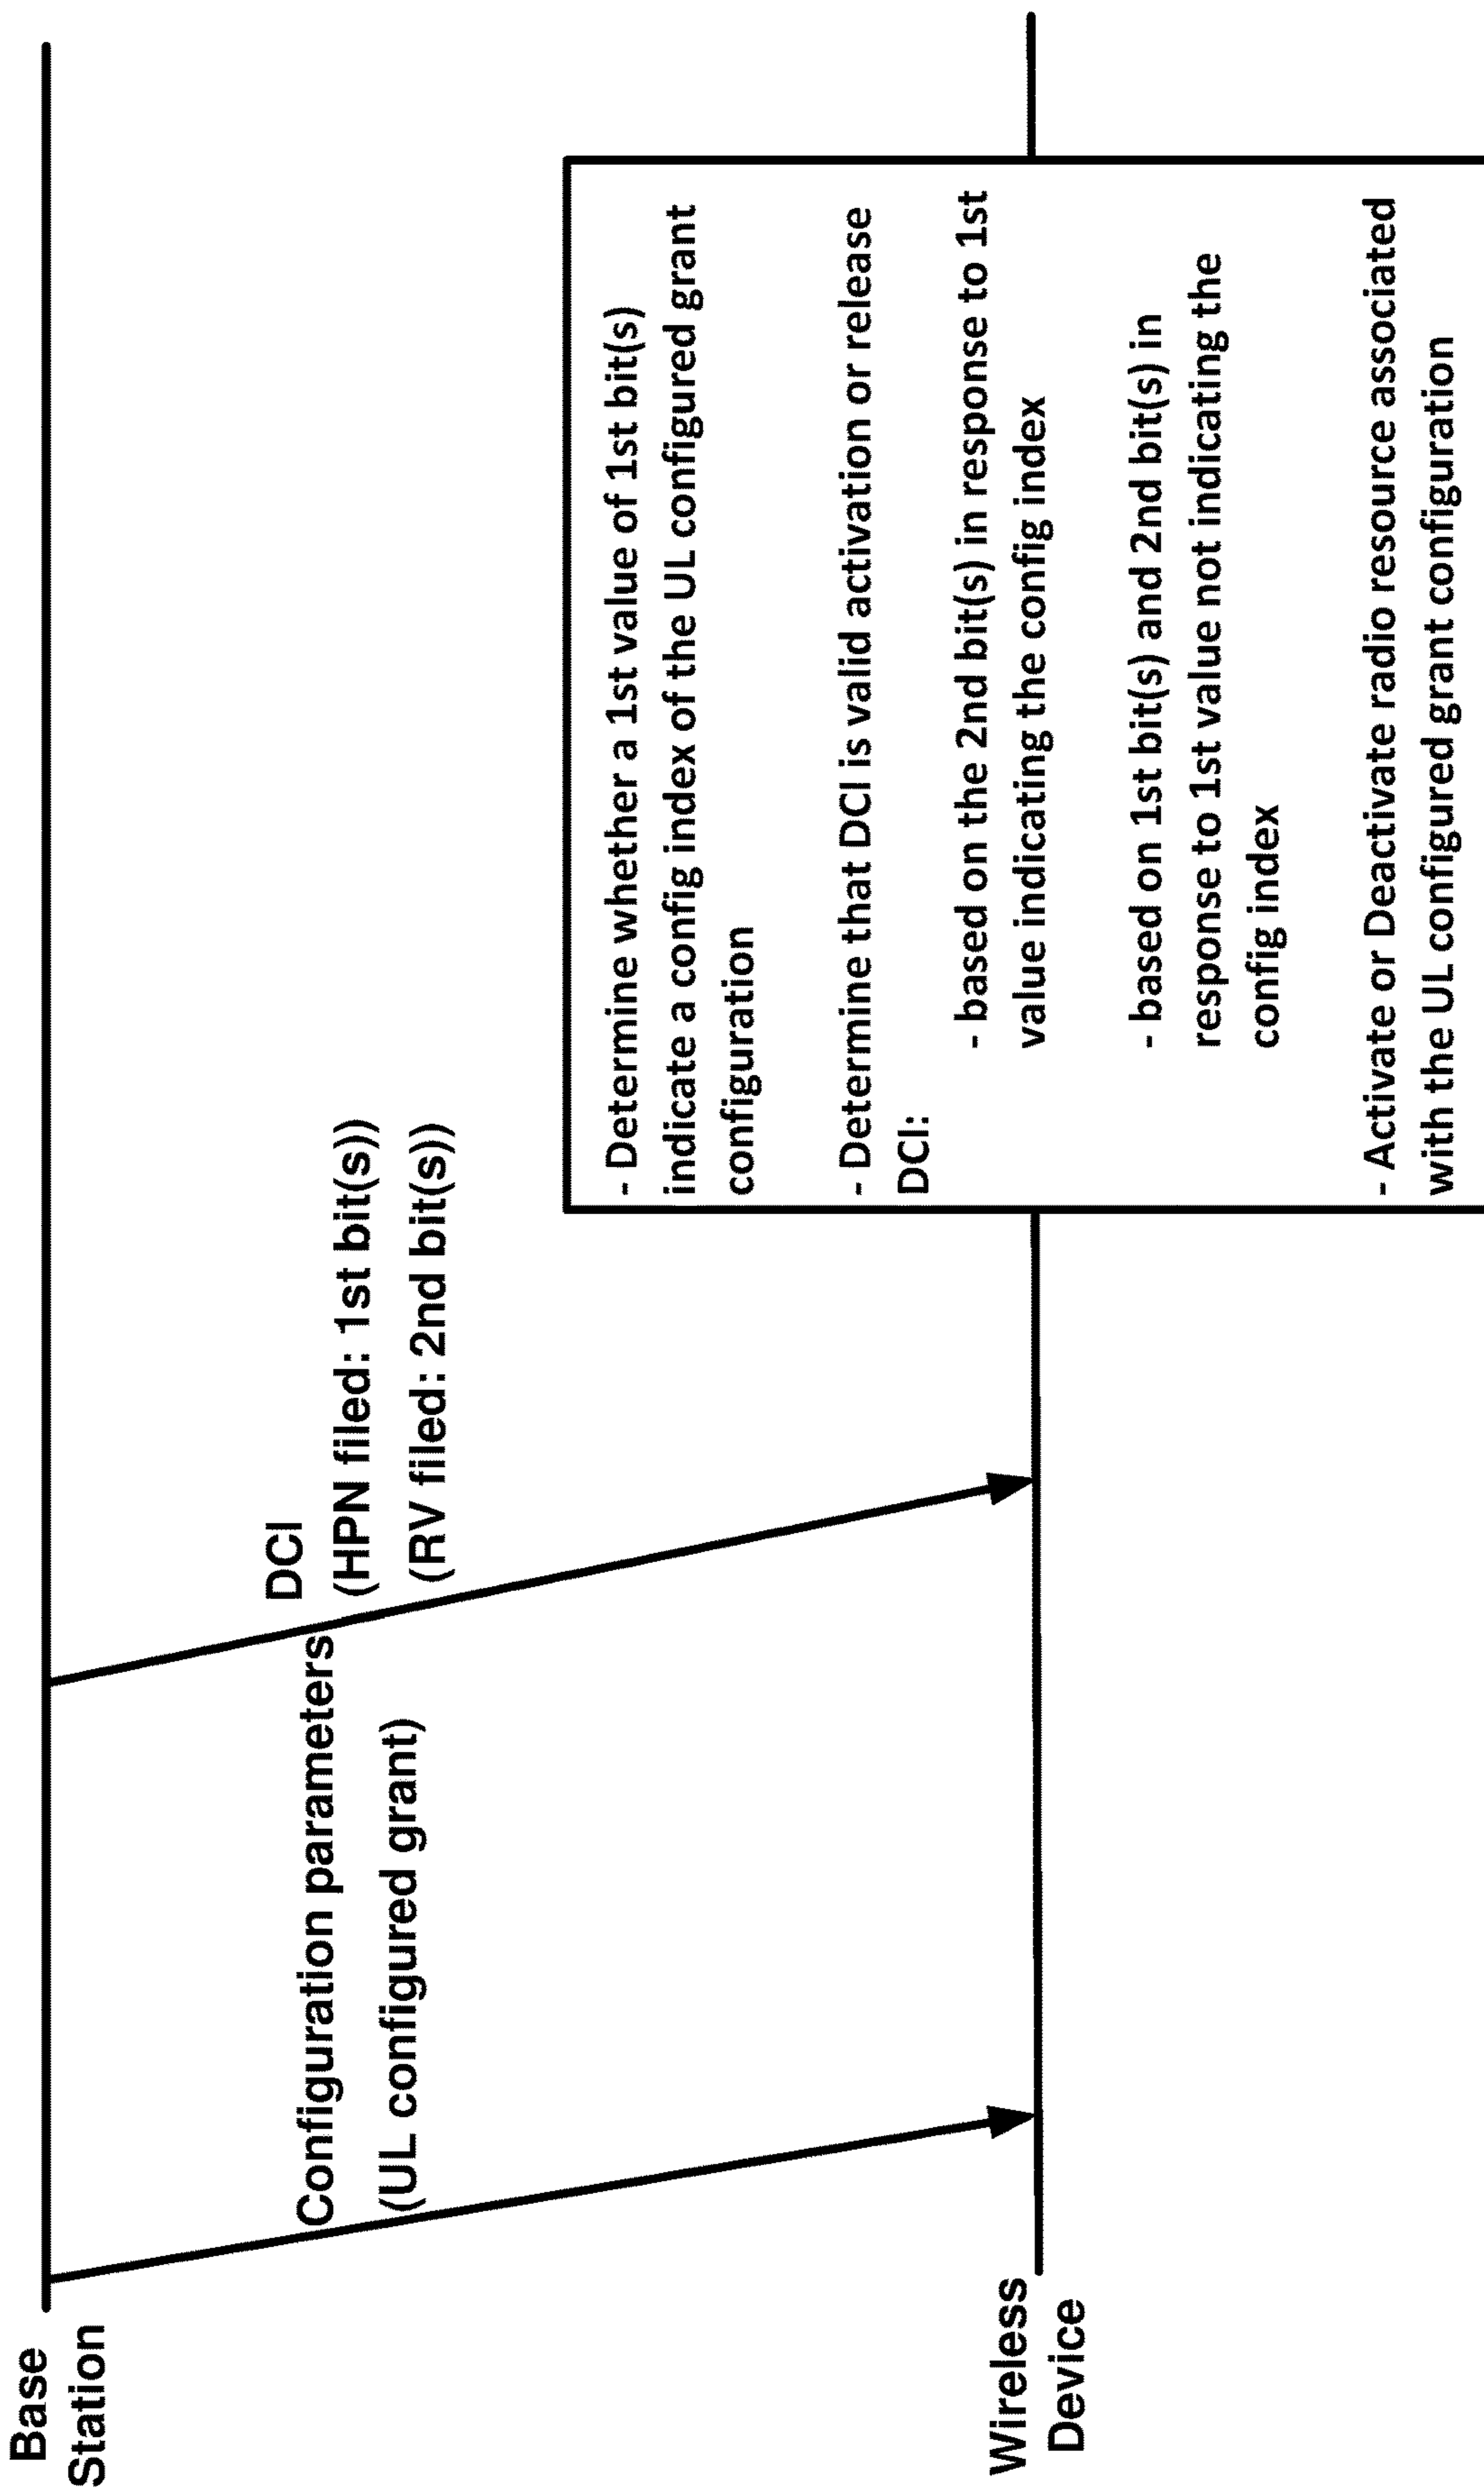 Base
Station
Configuration parameters
(UL configured grant)
DCI
(HPN filed: 1st bit(s))
(RV filed: 2nd bit(s))
Wireless
Device
- Determine whether a 1st value of 1st bit(s)
indicate a config index of the UL configured grant
configuration
- Determine that DCI is valid activation or release
DCI:
- based on the 2nd bit(s) in response to 1st
value indicating the config index
- based on 1st bit(s) and 2nd bit(s) in
response to 1st value not indicating the
config index
- Activate or Deactivate radio resource associated
with the UL configured grant configuration